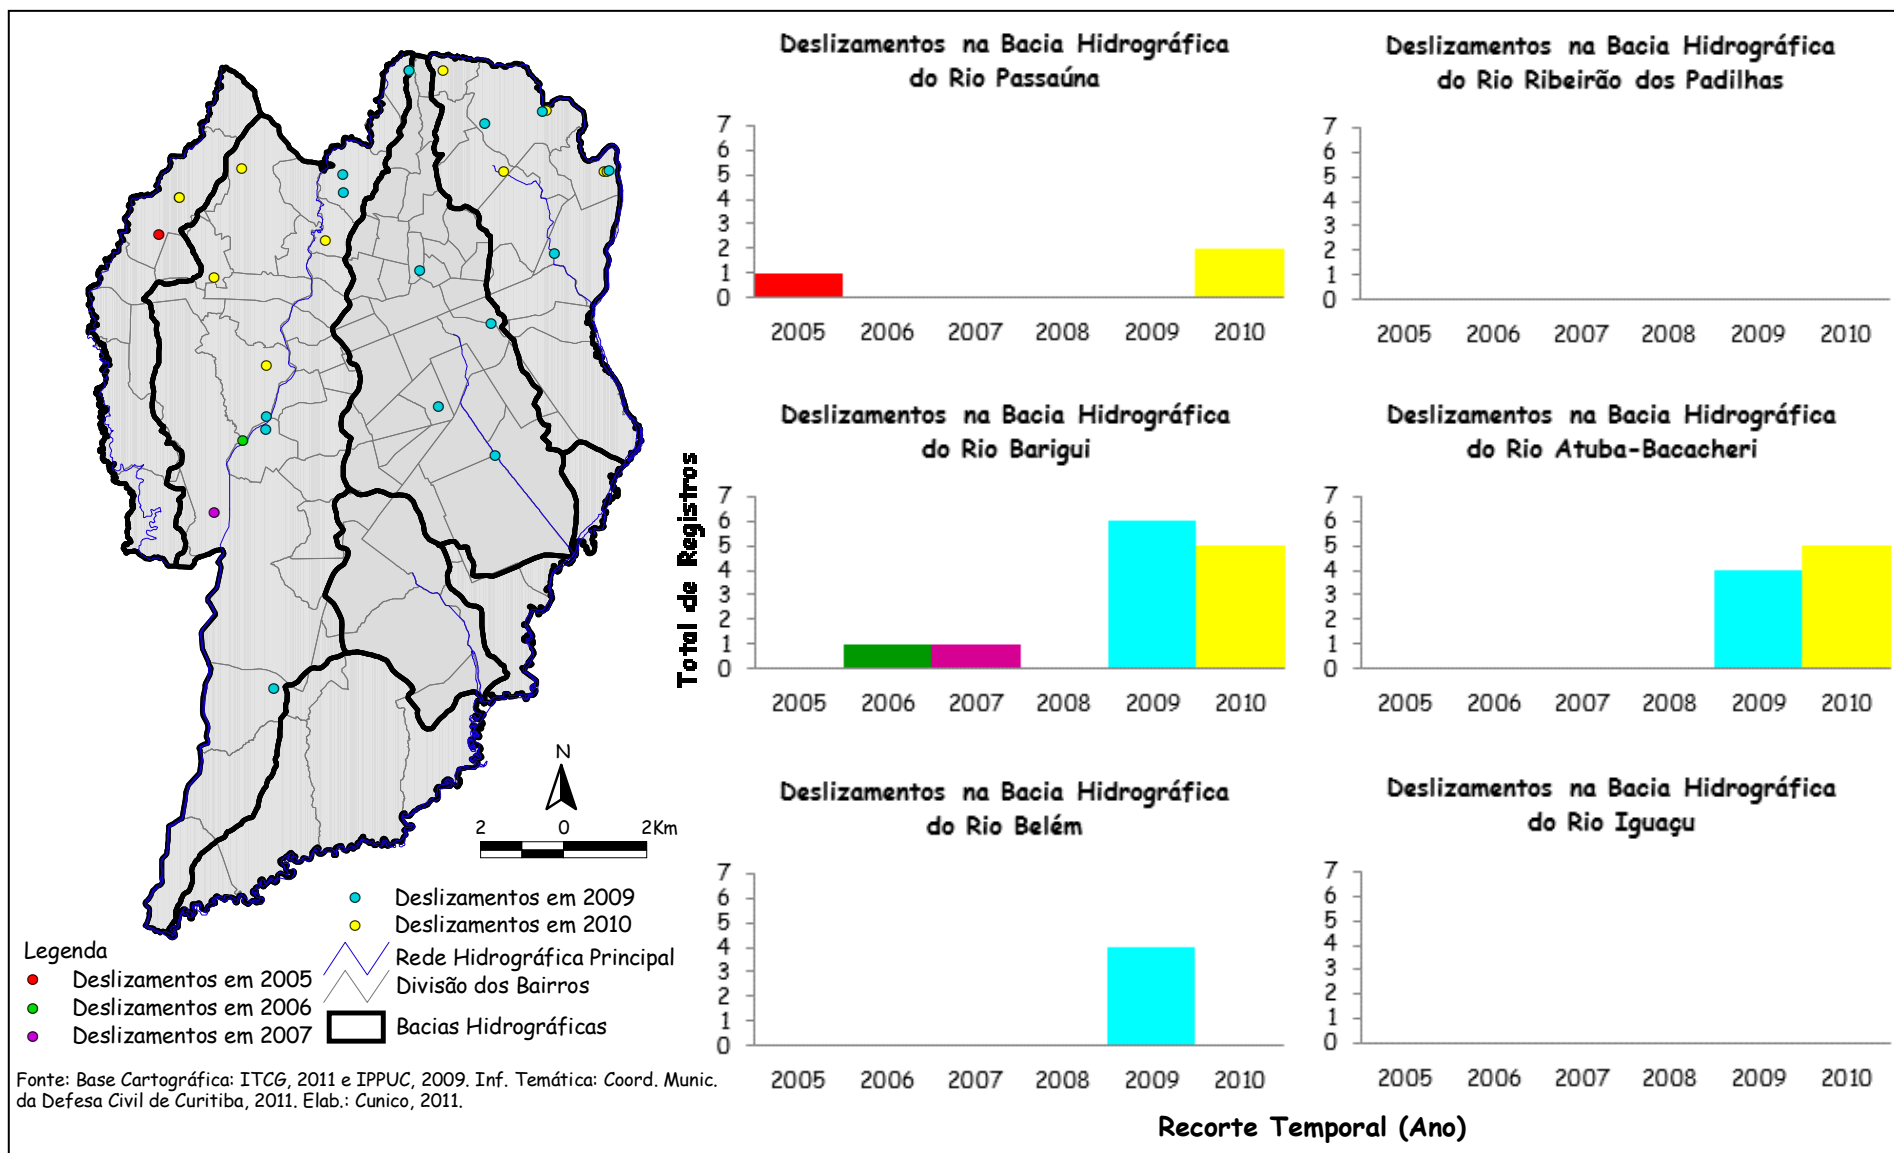 Deslizamentos na Bacia Hidrográfica
do Rio Passaúna
7
6
5
4
3
2
1
0
2005 2006 2007 2008 2009 2010
Deslizamentos na Bacia Hidrográfica
do Rio Ribeirão dos Padilhas
7
6
5
4
3
2
1
0
2005 2006 2007 2008 2009 2010
Total de Registros
Deslizamentos na Bacia Hidrográfica
do Rio Barigui
7
6
5
4
3
2
1
0
2005 2006 2007 2008 2009 2010
Deslizamentos na Bacia Hidrográfica
do Rio Atuba-Bacacheri
7
6
5
4
3
2
1
0
2005 2006 2007 2008 2009 2010
Deslizamentos na Bacia Hidrográfica
do Rio Belém
7
6
5
4
3
2
1
0
2005 2006 2007 2008 2009 2010
Deslizamentos na Bacia Hidrográfica
do Rio Iguaçu
7
6
5
4
3
2
1
0
2005 2006 2007 2008 2009 2010
Recorte Temporal (Ano)
N
2 0 2Km
Legenda
Deslizamentos em 2005
Deslizamentos em 2006
Deslizamentos em 2007
Deslizamentos em 2009
Deslizamentos em 2010
Rede Hidrográfica Principal
Divisão dos Bairros
Bacias Hidrográficas
Fonte: Base Cartográfica: ITCG, 2011 e IPPUC, 2009. Inf. Temática: Coord. Munic.
da Defesa Civil de Curitiba, 2011. Elab.: Cunico, 2011.